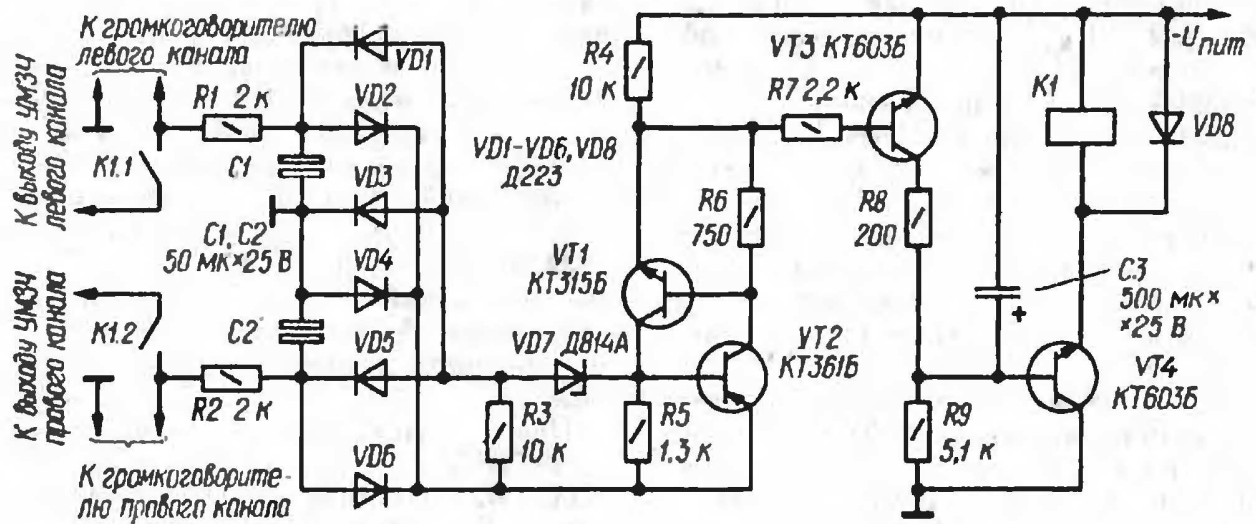 К громкоговорителю
левого канала
К выходу УМЗЧ
левого канала
R1 2 к
K1.1
C1
C1, C2
50 мк×25 В
VD1
VD2
VD3
VD4
VD5
VD6
К выходу УМЗЧ
правого канала
K1.2
C2
R2 2 к
К громкоговорите-
лю правого канала
VD1-VD6, VD8
Д223
R4
10 к
VT3 КТ603Б
R7 2,2 к
R6
750
R8
200
VT1
КТ315Б
VD7 Д814А
VT2
КТ361Б
R3
10 к
R5
1,3 к
R9
5,1 к
K1
VD8
-Uпит
C3
500 мк×
×25 В
+
VT4
КТ603Б